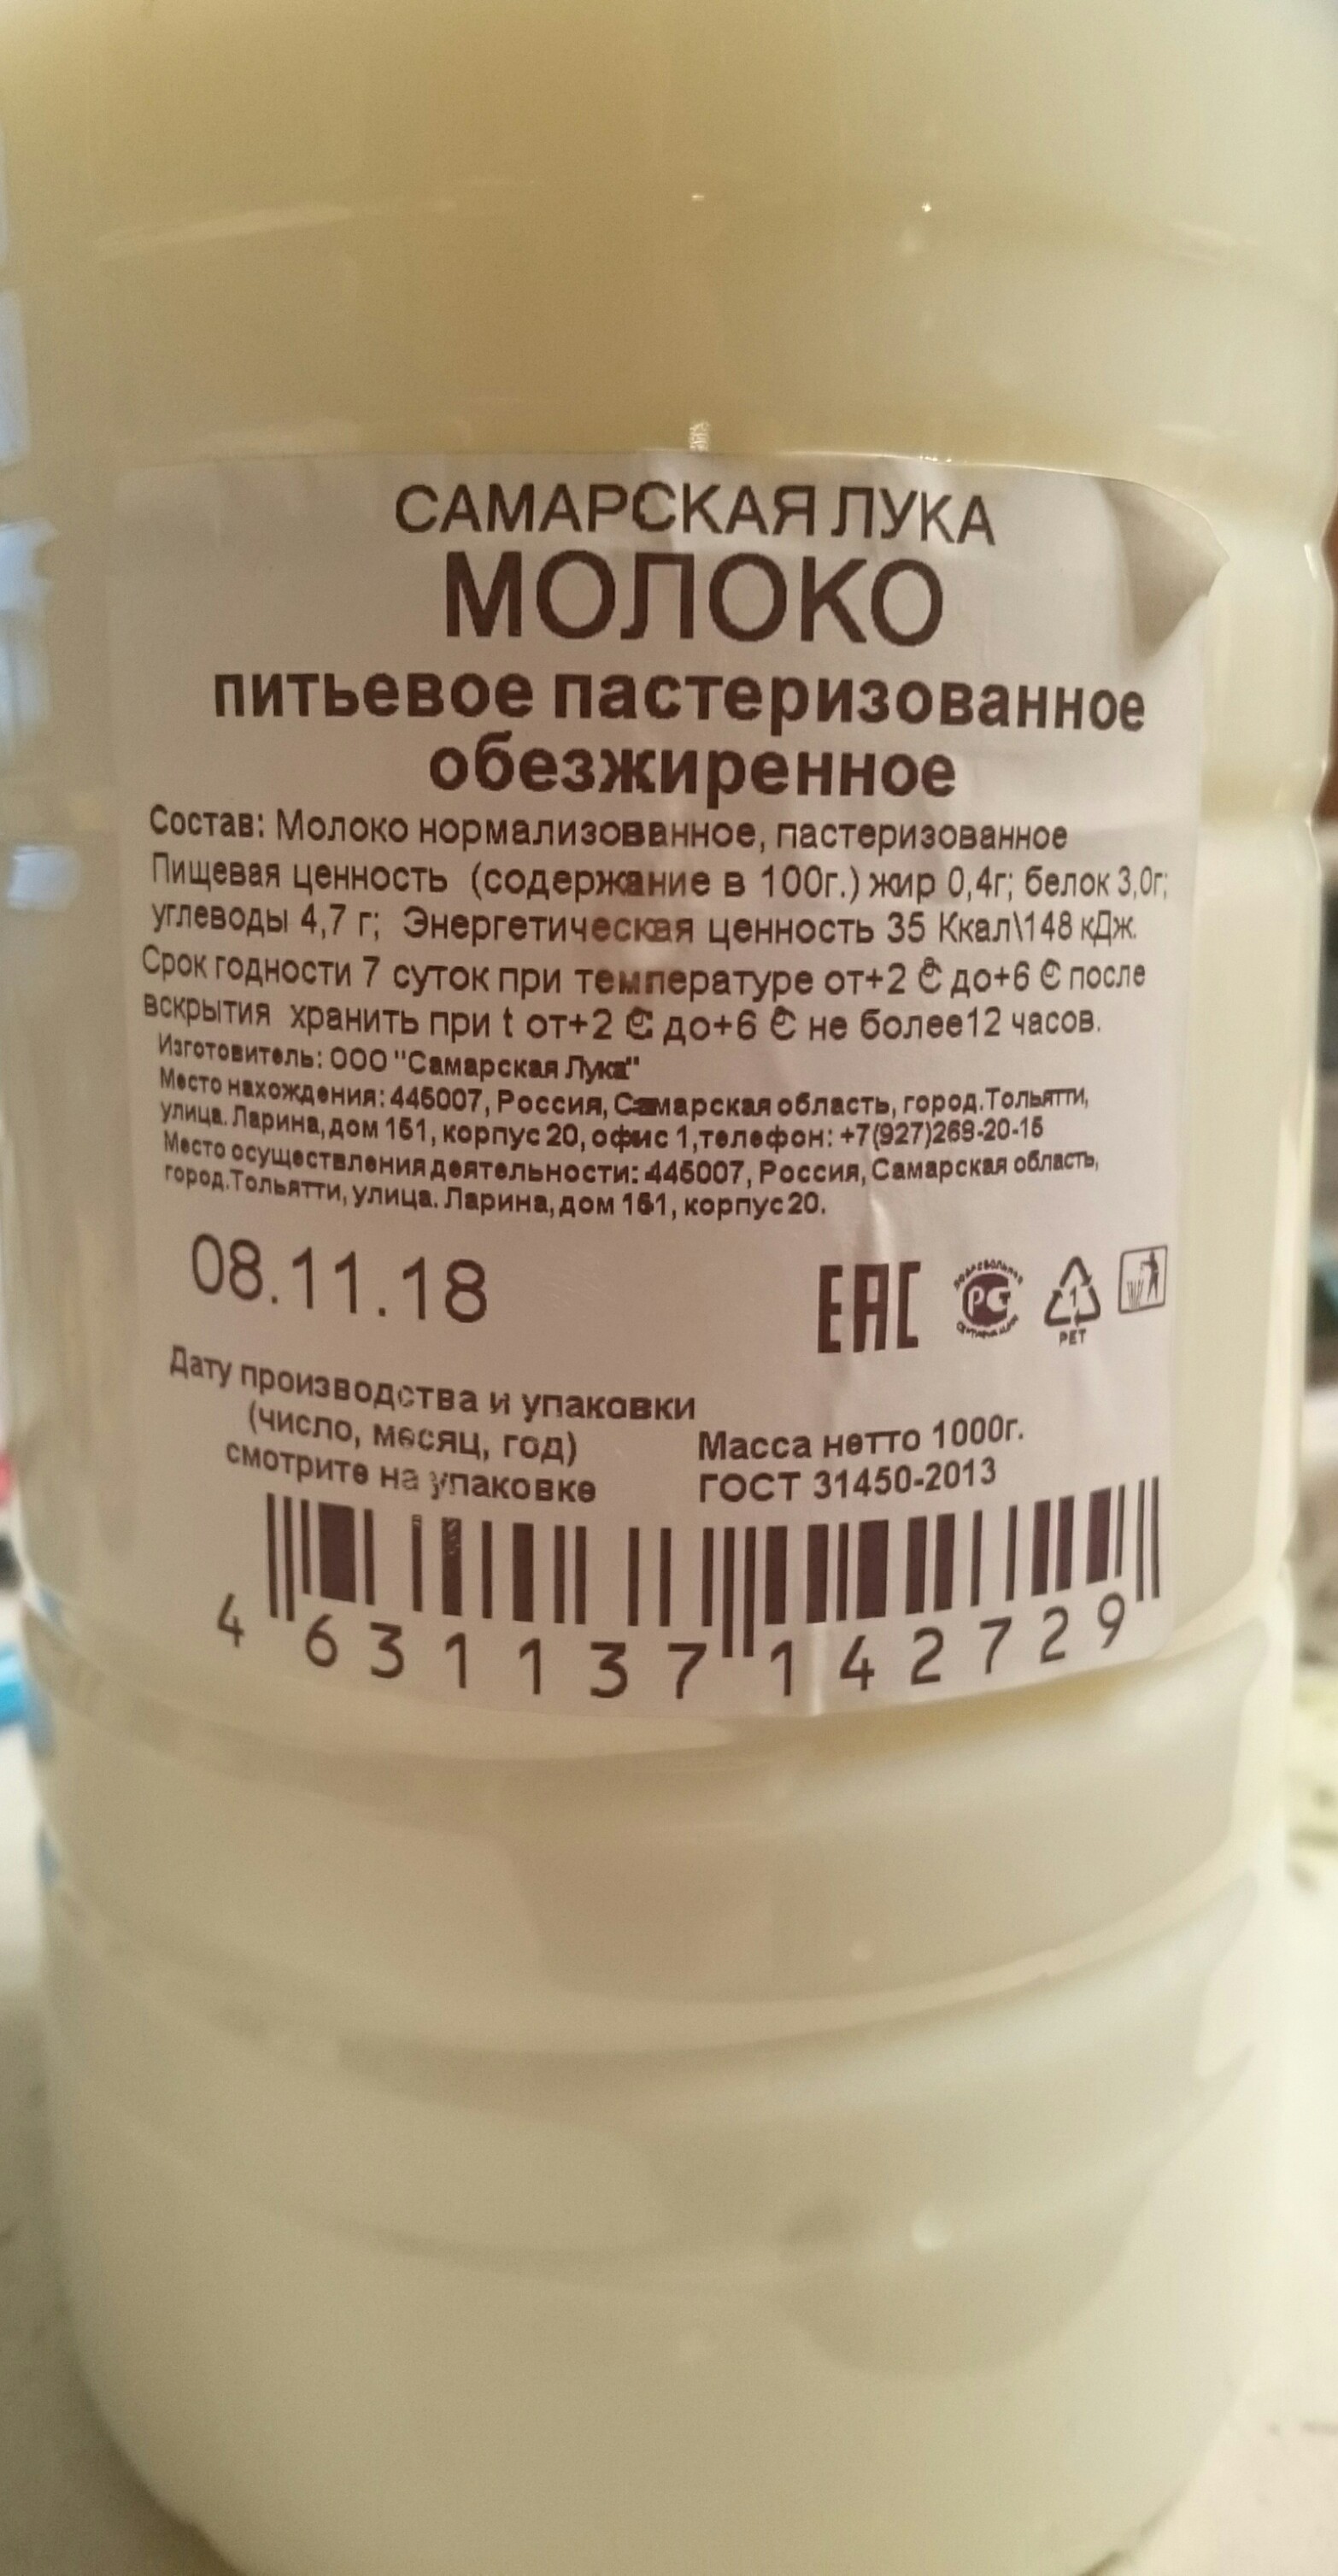 САМАРСКАЯ ЛУКА
МОЛОКО
питьевое пастеризованное
обезжиренное
Состав: Молоко нормализованное, пастеризованное
Пищевая ценность (содержание в 100г.) жир 0,4г; белок 3,0г;
углеводы 4,7 г; Энергетическая ценность 35 Ккал\148 кДж.
Срок годности 7 суток при температуре от+2 С до+6 С после
вскрытия хранить при t от+2 С до+6 С не более12 часов.
Изготовитель: ООО "Самарская Лука"
Место нахождения: 445007, Россия, Самарская область, город.Тольятти,
улица. Ларина, дом 151, корпус 20, офис 1,телефон: +7(927)269-20-15
Место осуществления деятельности: 445007, Россия, Самарская область,
город.Тольятти, улица. Ларина, дом 151, корпус 20.
08.11.18
ЕАС
РСТ
1
PET
Дату производства и упаковки
(число, месяц, год)
смотрите на упаковке
Масса нетто 1000г.
ГОСТ 31450-2013
4 631137 142729